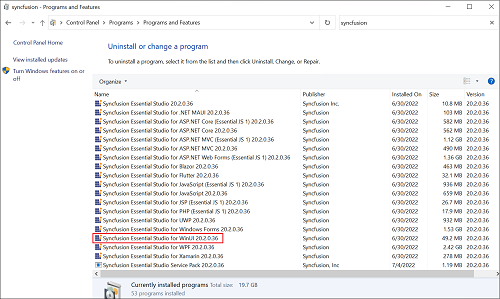 Programs and Features
Control Panel > Programs > Programs and Features
syncfusion
Control Panel Home
View installed updates
Turn Windows features on or off
Uninstall or change a program
To uninstall a program, select it from the list and then click Uninstall, Change, or Repair.
Organize
Name Publisher Installed On Size Version
Syncfusion Essential Studio 20.2.0.36 Syncfusion Inc. 6/30/2022 10.8 MB 20.2.0.36
Syncfusion Essential Studio for .NET MAUI 20.2.0.36 Syncfusion 6/30/2022 103 MB 20.2.0.36
Syncfusion Essential Studio for ASP.NET Core (Essential JS 1) 20.2.0.36 Syncfusion 6/30/2022 582 MB 20.2.0.36
Syncfusion Essential Studio for ASP.NET Core 20.2.0.36 Syncfusion 6/30/2022 562 MB 20.2.0.36
Syncfusion Essential Studio for ASP.NET MVC (Essential JS 1) 20.2.0.36 Syncfusion 6/30/2022 1.12 GB 20.2.0.36
Syncfusion Essential Studio for ASP.NET MVC 20.2.0.36 Syncfusion 6/30/2022 490 MB 20.2.0.36
Syncfusion Essential Studio for ASP.NET Web Forms (Essential JS 1) 20.2.0.36 Syncfusion 6/30/2022 1.36 GB 20.2.0.36
Syncfusion Essential Studio for Blazor 20.2.0.36 Syncfusion 6/30/2022 463 MB 20.2.0.36
Syncfusion Essential Studio for Flutter 20.2.0.36 Syncfusion 6/30/2022 32.1 MB 20.2.0.36
Syncfusion Essential Studio for JavaScript (Essential JS 1) 20.2.0.36 Syncfusion 6/30/2022 936 MB 20.2.0.36
Syncfusion Essential Studio for JavaScript 20.2.0.36 Syncfusion 6/30/2022 659 MB 20.2.0.36
Syncfusion Essential Studio for JSP (Essential JS 1) 20.2.0.36 Syncfusion 6/30/2022 26.7 MB 20.2.0.36
Syncfusion Essential Studio for PHP (Essential JS 1) 20.2.0.36 Syncfusion 6/30/2022 17.9 MB 20.2.0.36
Syncfusion Essential Studio for UWP 20.2.0.36 Syncfusion 6/30/2022 932 MB 20.2.0.36
Syncfusion Essential Studio for Windows Forms 20.2.0.36 Syncfusion 6/30/2022 1.53 GB 20.2.0.36
Syncfusion Essential Studio for WinUI 20.2.0.36 Syncfusion 6/30/2022 49.2 MB 20.2.0.36
Syncfusion Essential Studio for WPF 20.2.0.36 Syncfusion 6/30/2022 2.42 GB 20.2.0.36
Syncfusion Essential Studio for Xamarin 20.2.0.36 Syncfusion 6/30/2022 278 MB 20.2.0.36
Syncfusion Essential Studio Service Pack 20.2.0.36 Syncfusion, Inc 7/4/2022 1.19 MB 20.2.0.36
Currently installed programs Total size: 19.7 GB
53 programs installed